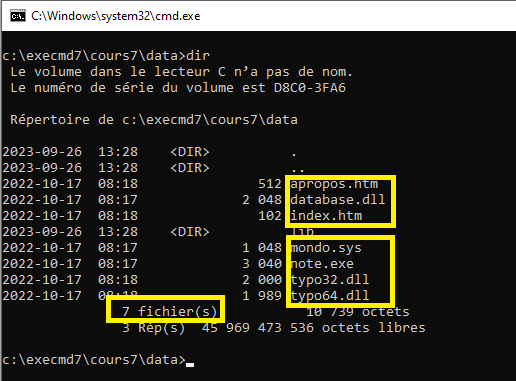 C:\Windows\system32\cmd.exe
c:\execmd7\cours7\data>dir
Le volume dans le lecteur C n’a pas de nom.
Le numéro de série du volume est D8C0-3FA6
Répertoire de c:\execmd7\cours7\data
2023-09-26 13:28 <DIR> .
2023-09-26 13:28 <DIR> ..
2022-10-17 08:18 512 apropos.htm
2022-10-17 08:17 2 048 database.dll
2022-10-17 08:18 102 index.htm
2023-09-26 13:28 <DIR> lib
2022-10-17 08:17 1 048 mondo.sys
2022-10-17 08:17 3 040 note.exe
2022-10-17 08:18 2 000 typo32.dll
2022-10-17 08:17 1 989 typo64.dll
7 fichier(s) 10 739 octets
3 Rép(s) 45 969 473 536 octets libres
c:\execmd7\cours7\data>